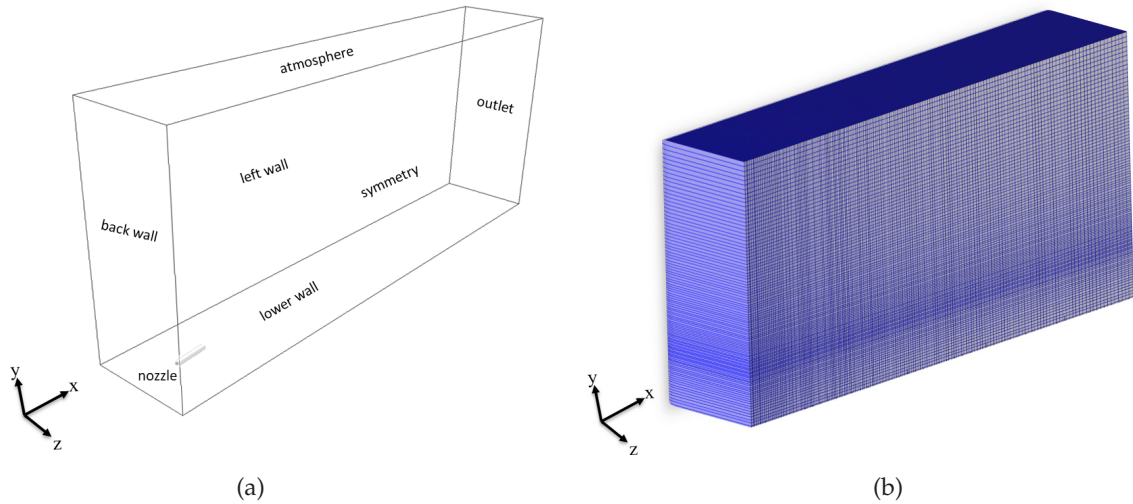 atmosphere
outlet
left wall
symmetry
back wall
lower wall
nozzle
y
x
z
y
x
z
(a)
(b)